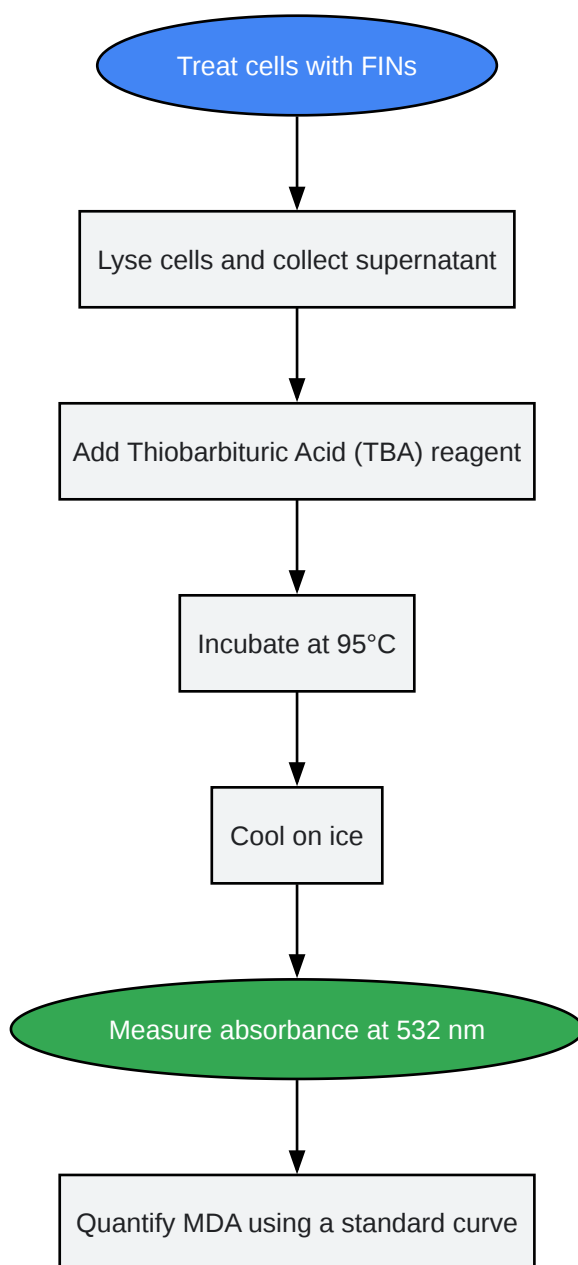 Treat cells with FINs
Lyse cells and collect supernatant
Add Thiobarbituric Acid (TBA) reagent
Incubate at 95°C
Cool on ice
Measure absorbance at 532 nm
Quantify MDA using a standard curve